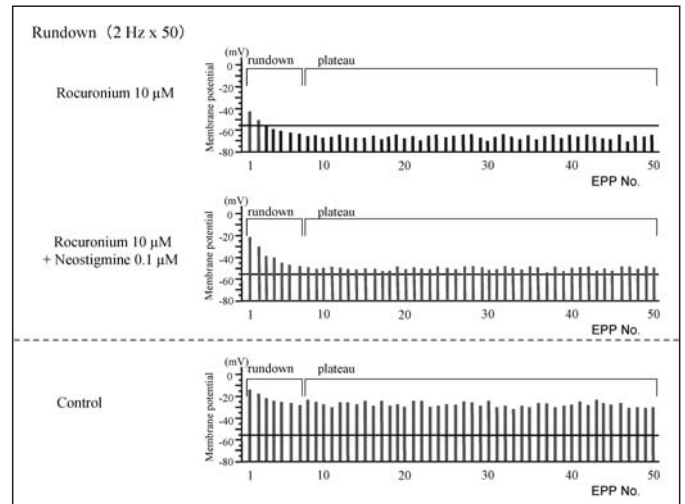 Rundown (2 Hz x 50)
Rocuronium 10 µM
(mV)
rundown
plateau
0
-20
-40
-60
-80
Membrane potential
1
10
20
30
40
50
EPP No.
Rocuronium 10 µM
+ Neostigmine 0.1 µM
(mV)
rundown
plateau
0
-20
-40
-60
-80
Membrane potential
1
10
20
30
40
50
EPP No.
Control
(mV)
rundown
plateau
0
-20
-40
-60
-80
Membrane potential
1
10
20
30
40
50
EPP No.